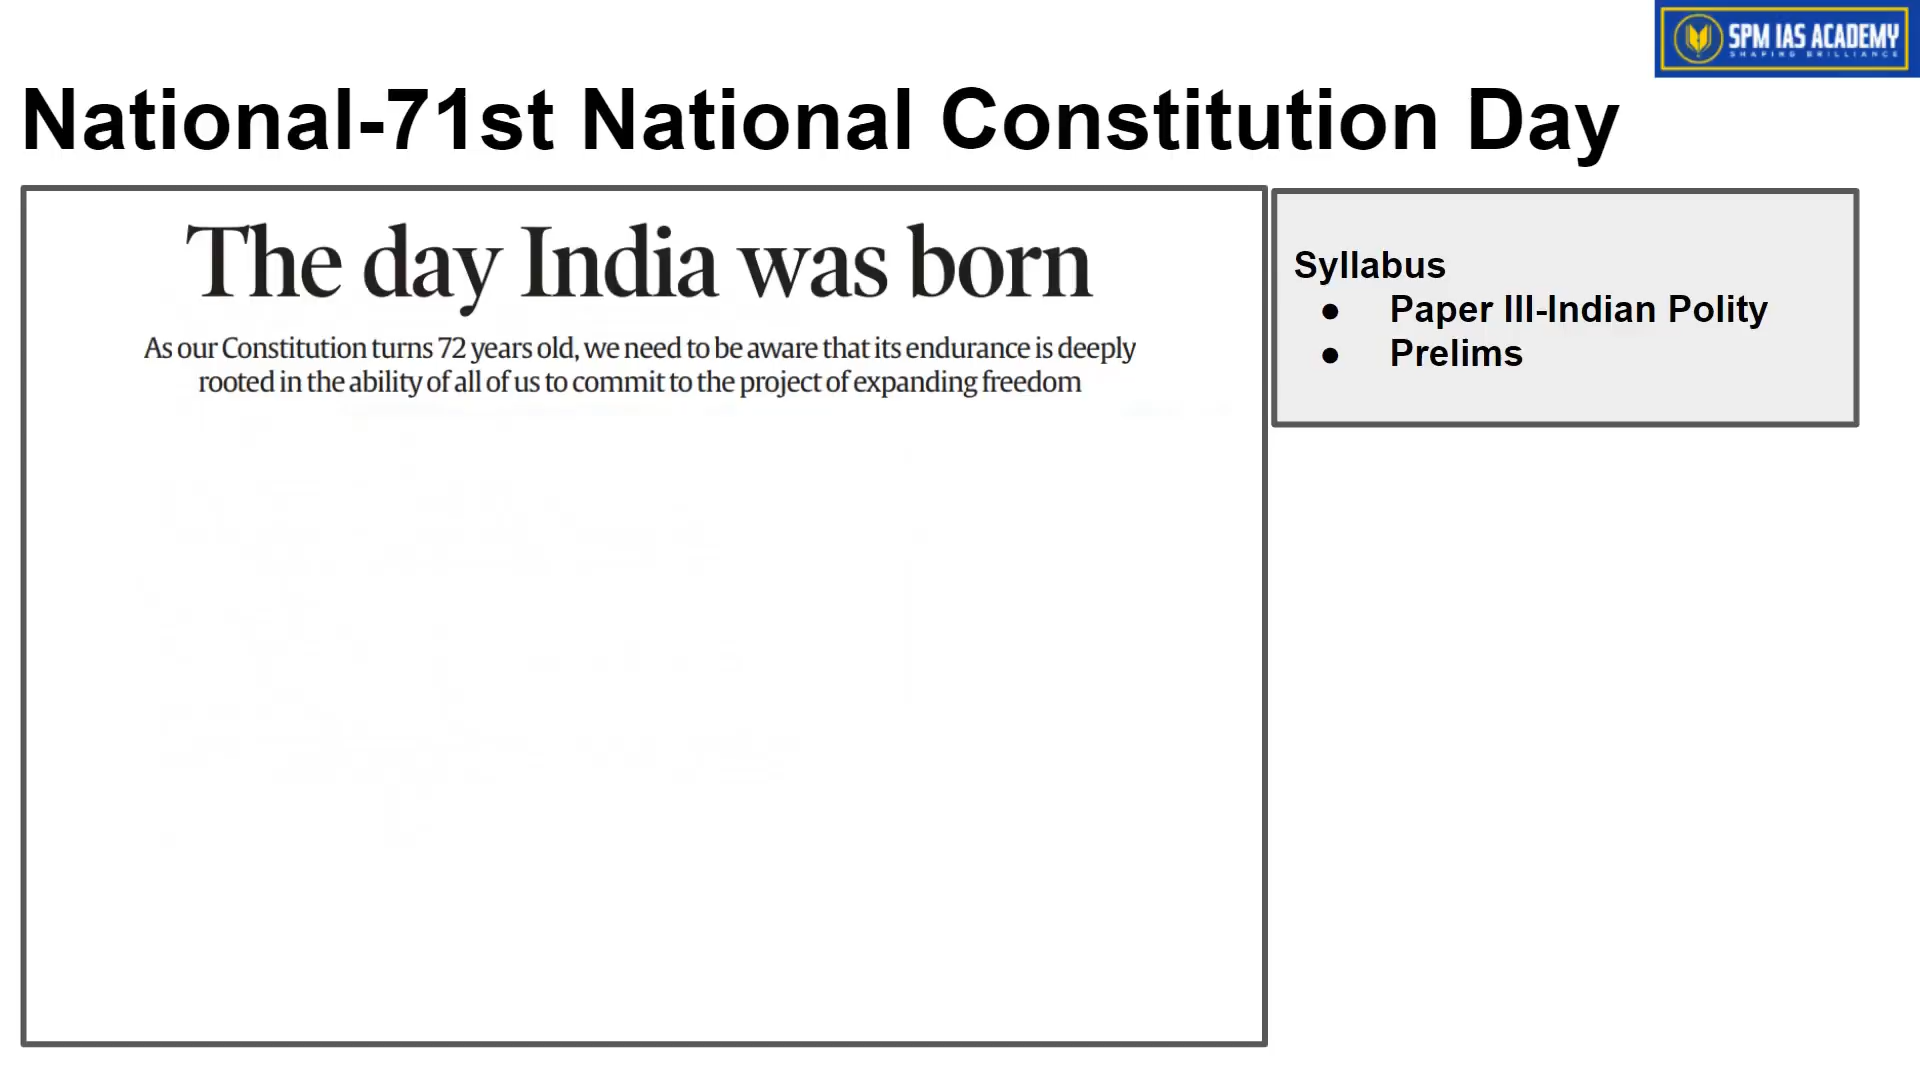 SPM IAS ACADEMY
SHAPING BRILLIANCE
National-71st National Constitution Day
The day India was born
As our Constitution turns 72 years old, we need to be aware that its endurance is deeply
rooted in the ability of all of us to commit to the project of expanding freedom
Syllabus
● Paper III-Indian Polity
● Prelims